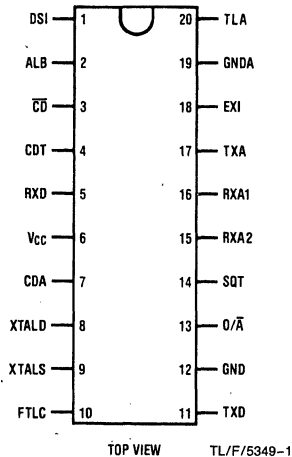 DSI 1 20 TLA
ALB 2 19 GNDA
C̅D̅ 3 18 EXI
CDT 4 17 TXA
RXD 5 16 RXA1
VCC 6 15 RXA2
CDA 7 14 SQT
XTALD 8 13 O/A̅
XTALS 9 12 GND
FTLC 10 11 TXD
TOP VIEW TL/F/5349-1